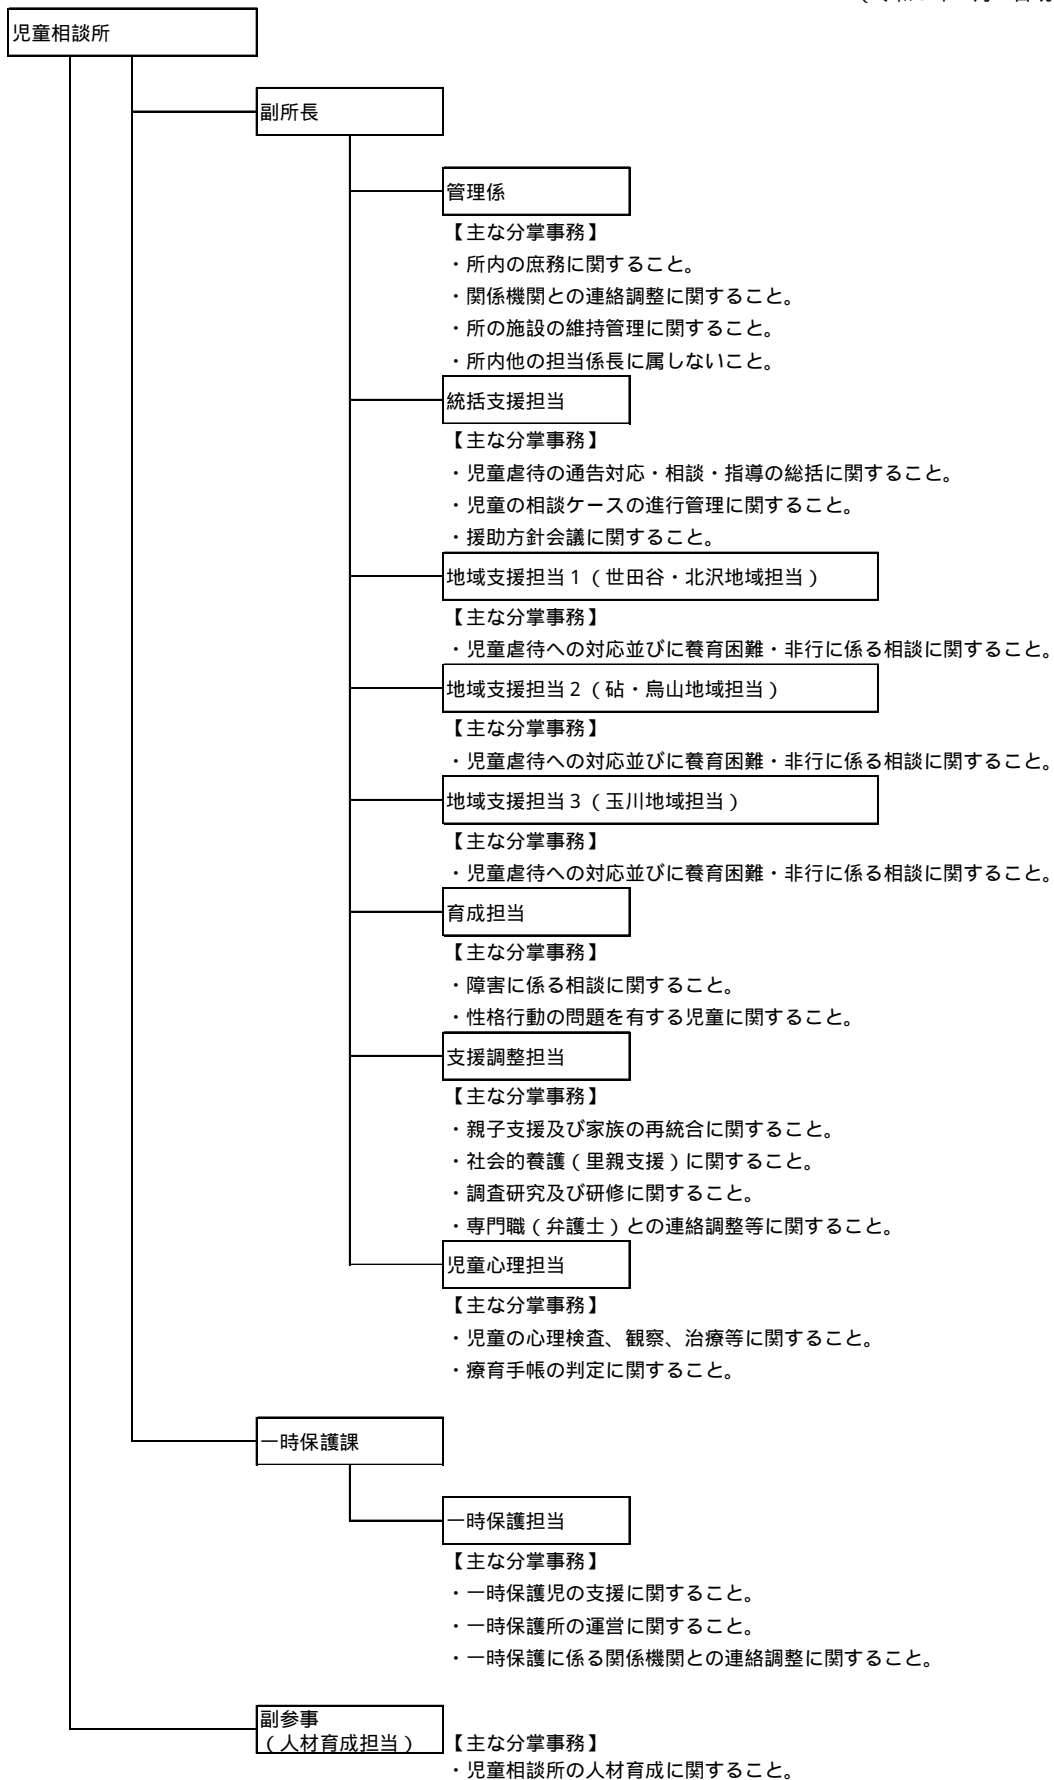 児童相談所
副所長
管理係
【主な分掌事務】
・所内の庶務に関すること。
・関係機関との連絡調整に関すること。
・所の施設の維持管理に関すること。
・所内他の担当係長に属しないこと。
統括支援担当
【主な分掌事務】
・児童虐待の通告対応・相談・指導の総括に関すること。
・児童の相談ケースの進行管理に関すること。
・援助方針会議に関すること。
地域支援担当1（世田谷・北沢地域担当）
【主な分掌事務】
・児童虐待への対応並びに養育困難・非行に係る相談に関すること。
地域支援担当2（砧・烏山地域担当）
【主な分掌事務】
・児童虐待への対応並びに養育困難・非行に係る相談に関すること。
地域支援担当3（玉川地域担当）
【主な分掌事務】
・児童虐待への対応並びに養育困難・非行に係る相談に関すること。
育成担当
【主な分掌事務】
・障害に係る相談に関すること。
・性格行動の問題を有する児童に関すること。
支援調整担当
【主な分掌事務】
・親子支援及び家族の再統合に関すること。
・社会的養護（里親支援）に関すること。
・調査研究及び研修に関すること。
・専門職（弁護士）との連絡調整等に関すること。
児童心理担当
【主な分掌事務】
・児童の心理検査、観察、治療等に関すること。
・療育手帳の判定に関すること。
一時保護課
一時保護担当
【主な分掌事務】
・一時保護児の支援に関すること。
・一時保護所の運営に関すること。
・一時保護に係る関係機関との連絡調整に関すること。
副参事
（人材育成担当）
【主な分掌事務】
・児童相談所の人材育成に関すること。